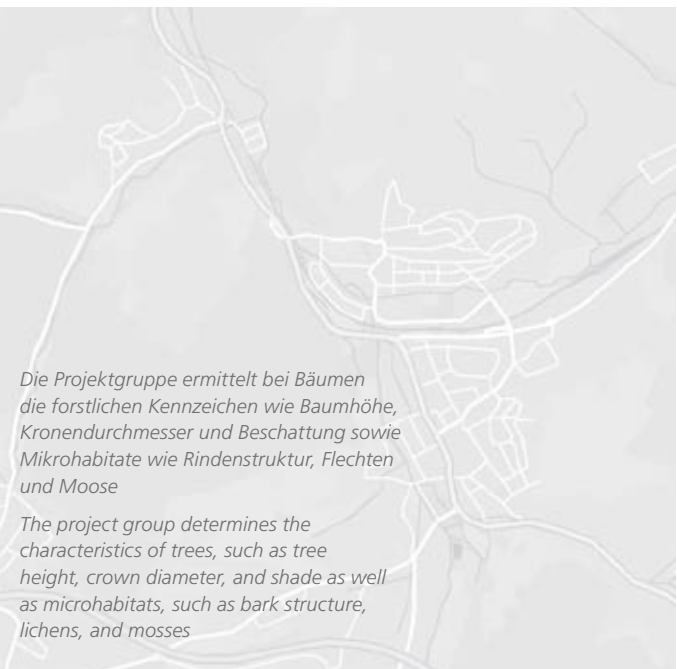 Die Projektgruppe ermittelt bei Bäumen
die forstlichen Kennzeichen wie Baumhöhe,
Kronendurchmesser und Beschattung sowie
Mikrohabitate wie Rindenstruktur, Flechten
und Moose
The project group determines the
characteristics of trees, such as tree
height, crown diameter, and shade as well
as microhabitats, such as bark structure,
lichens, and mosses